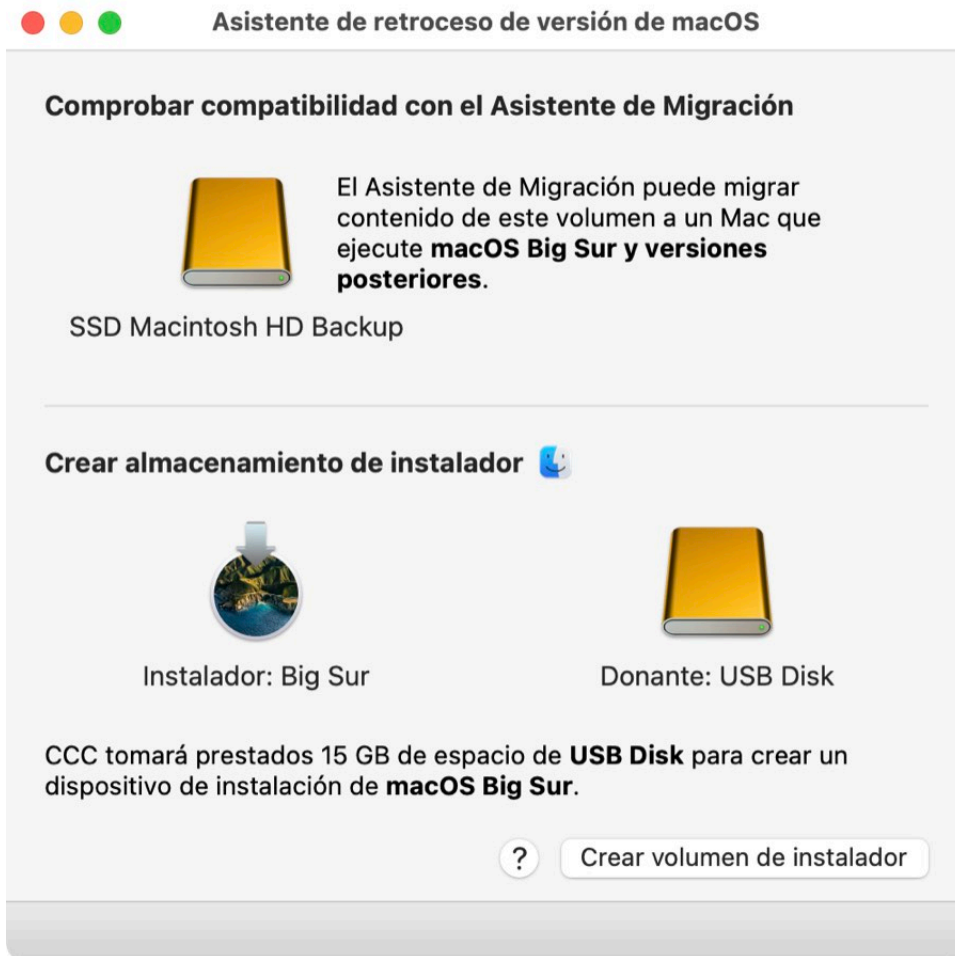 Asistente de retroceso de versión de macOS
Comprobar compatibilidad con el Asistente de Migración
El Asistente de Migración puede migrar
contenido de este volumen a un Mac que
ejecute macOS Big Sur y versiones
posteriores.
SSD Macintosh HD Backup
Crear almacenamiento de instalador
Instalador: Big Sur
Donante: USB Disk
CCC tomará prestados 15 GB de espacio de USB Disk para crear un
dispositivo de instalación de macOS Big Sur.
?
Crear volumen de instalador